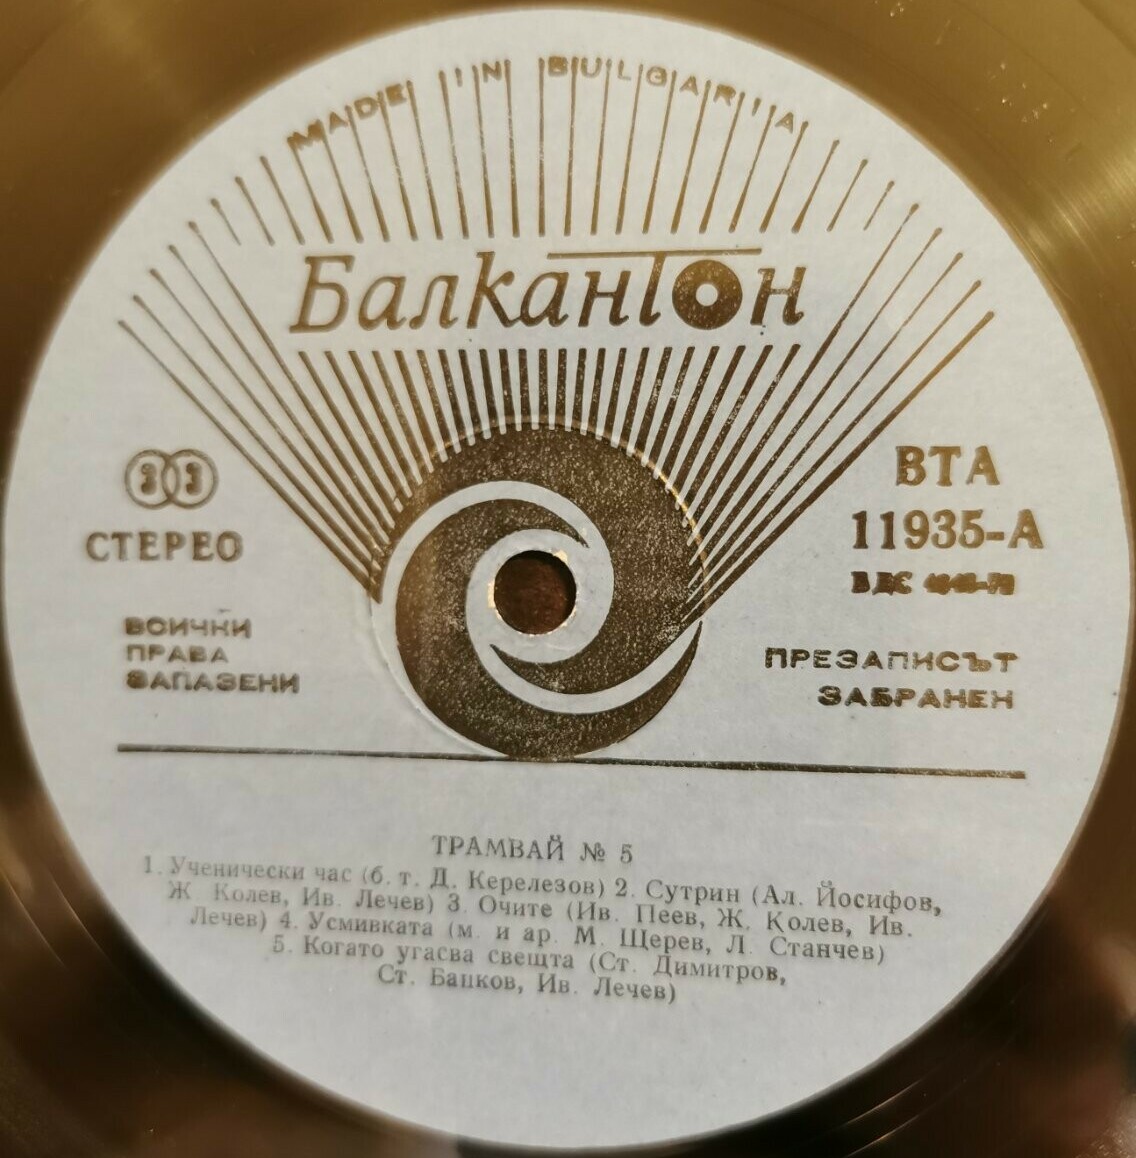 MADE IN BULGARIA
Балкантон
33
СТЕРЕО
ВСИЧКИ
ПРАВА
ЗАПАЗЕНИ
ВТА
11935-А
БДС
ПРЕЗАПИСЪТ
ЗАБРАНЕН
ТРАМВАЙ № 5
1. Ученически час (б. т. Д. Керелезов) 2. Сутрин (Ал. Йосифов,
Ж. Колев, Ив. Лечев) 3. Очите (Ив. Пеев, Ж. Колев, Ив.
Лечев) 4. Усмивката (м. и ар. М. Щерев, Л. Станчев)
5. Когато угасва свещта (Ст. Димитров,
Ст. Банков, Ив. Лечев)